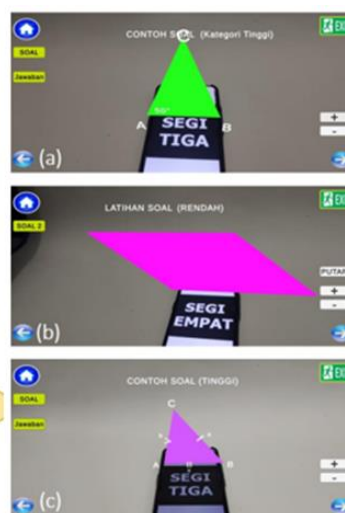 CONTOH SOAL (Kategori Tinggi)
SOAL
Jawaban
C
50°
A
B
SEGI
TIGA
+
-
(a)
LATIHAN SOAL (RENDAH)
SOAL 2
PUTAR
+
-
SEGI
EMPAT
(b)
CONTOH SOAL (TINGGI)
SOAL
Jawaban
C
A
B
SEGI
TIGA
+
-
(c)